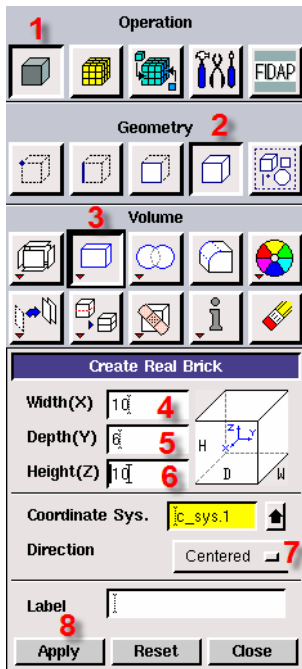 Operation
1
FIDAP
Geometry 2
3 Volume
Create Real Brick
Width(X) 10 4
Depth(Y) 6 5
Height(Z) 10 6
Z Y X H D W
Coordinate Sys. c_sys.1
Direction Centered 7
Label
8
Apply Reset Close